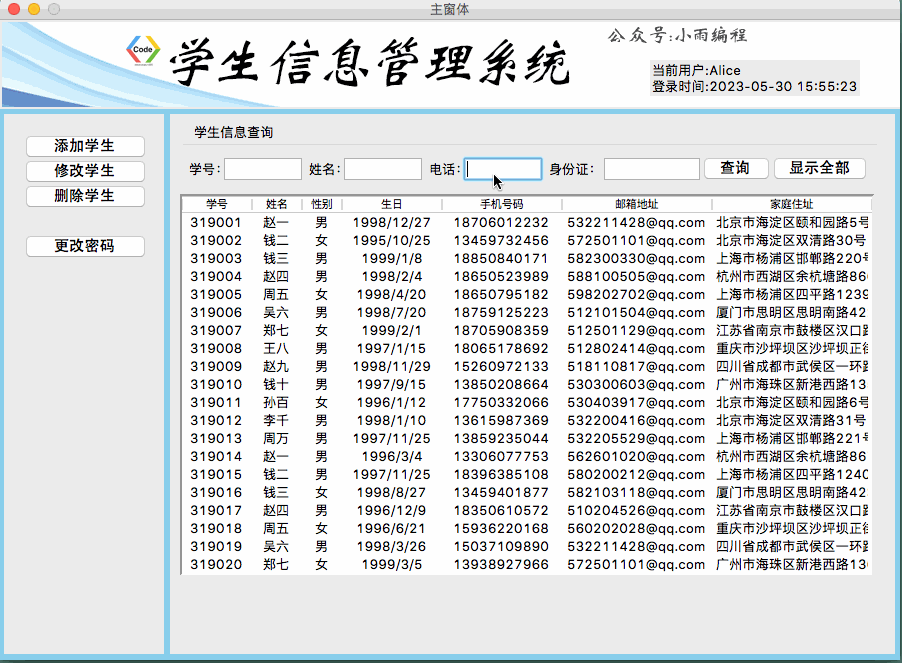 主窗体
公众号:小雨编程
Code
学生信息管理系统
当前用户:Alice
登录时间:2023-05-30 15:55:23
添加学生
修改学生
删除学生
更改密码
学生信息查询
学号: 姓名: 电话: 身份证: 查询 显示全部
学号 姓名 性别 生日 手机号码 邮箱地址 家庭住址
319001 赵一 男 1998/12/27 18706012232 532211428@qq.com 北京市海淀区颐和园路5号
319002 钱二 女 1995/10/25 13459732456 572501101@qq.com 北京市海淀区双清路30号
319003 钱三 男 1999/1/8 18850840171 582300330@qq.com 上海市杨浦区邯郸路220号
319004 赵四 男 1998/2/4 18650523989 588100505@qq.com 杭州市西湖区余杭塘路86
319005 周五 女 1998/4/20 18650795182 598202702@qq.com 上海市杨浦区四平路1239
319006 吴六 男 1998/7/20 18759125223 512101504@qq.com 厦门市思明区思明南路42
319007 郑七 女 1999/2/1 18705908359 512501129@qq.com 江苏省南京市鼓楼区汉口路
319008 王八 男 1997/1/15 18065178692 512802414@qq.com 重庆市沙坪坝区沙坪坝正街
319009 赵九 男 1998/11/29 15260972133 518110817@qq.com 四川省成都市武侯区一环路
319010 钱十 男 1997/9/15 13850208664 530300603@qq.com 广州市海珠区新港西路13
319011 孙百 女 1996/1/12 17750332066 530403917@qq.com 北京市海淀区颐和园路6号
319012 李千 男 1998/1/10 13615987369 532200416@qq.com 北京市海淀区双清路31号
319013 周万 男 1997/11/25 13859235044 532205529@qq.com 上海市杨浦区邯郸路221号
319014 赵一 男 1996/3/4 13306077753 562601020@qq.com 杭州市西湖区余杭塘路86
319015 钱二 男 1997/11/25 18396385108 580200212@qq.com 上海市杨浦区四平路1240
319016 钱三 女 1998/8/27 13459401877 582103118@qq.com 厦门市思明区思明南路42
319017 赵四 男 1996/12/9 18350610572 510204526@qq.com 江苏省南京市鼓楼区汉口路
319018 周五 女 1996/6/21 15936220168 560202028@qq.com 重庆市沙坪坝区沙坪坝正街
319019 吴六 男 1998/3/26 15037109890 532211428@qq.com 四川省成都市武侯区一环路
319020 郑七 女 1999/3/5 13938927966 572501101@qq.com 广州市海珠区新港西路13